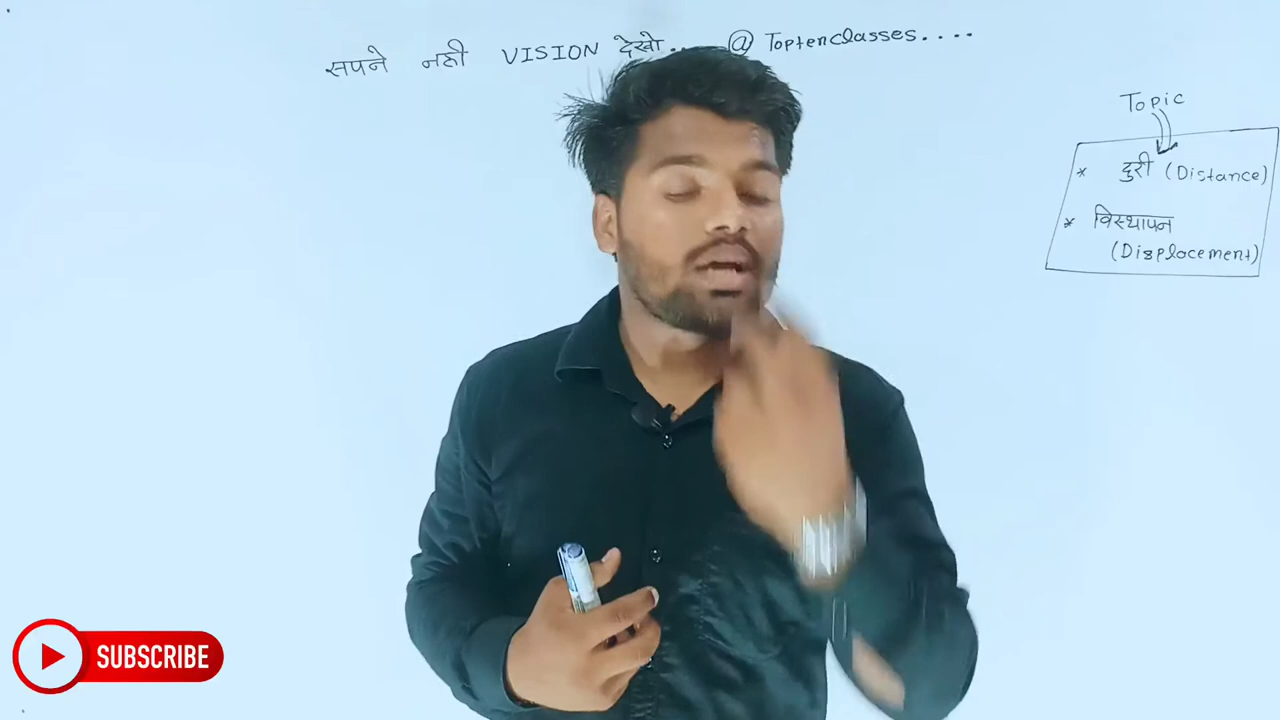 सपने नही VISION देखो... @ Toptenclasses....
Topic
* दुरी (Distance)
* विस्थापन
(Displacement)
SUBSCRIBE